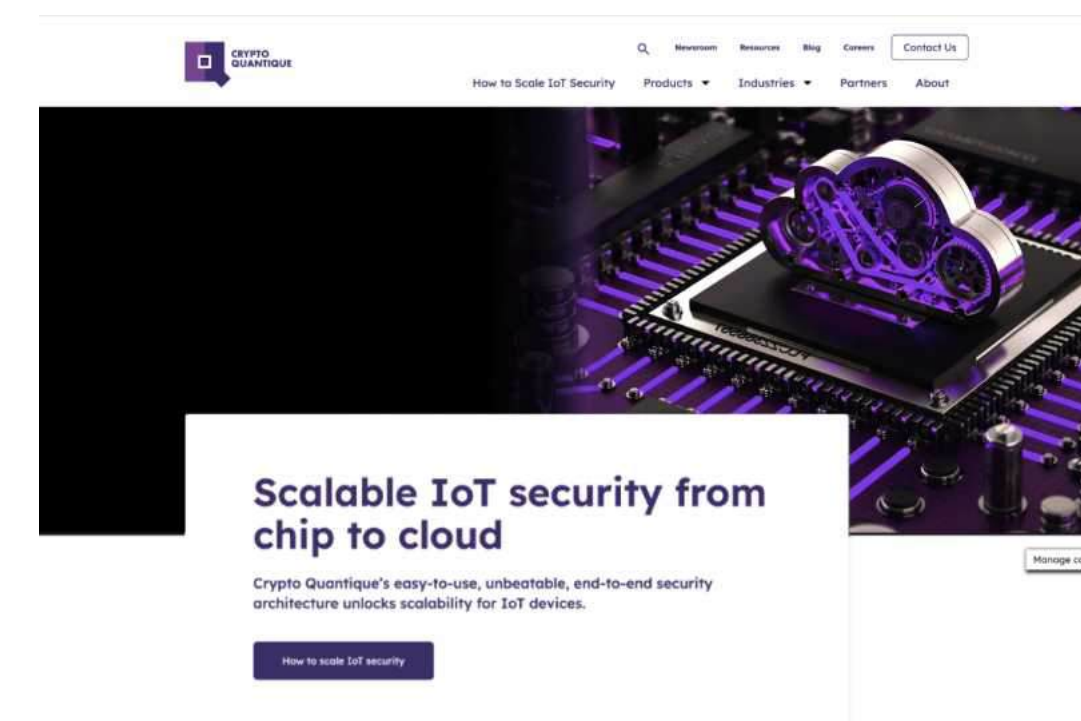 CRYPTO
QUANTIQUE
Newsroom Resources Blog Careers Contact Us
How to Scale IoT Security Products Industries Partners About
Scalable IoT security from
chip to cloud
Crypto Quantique's easy-to-use, unbeatable, end-to-end security
architecture unlocks scalability for IoT devices.
Manage co
How to scale IoT security